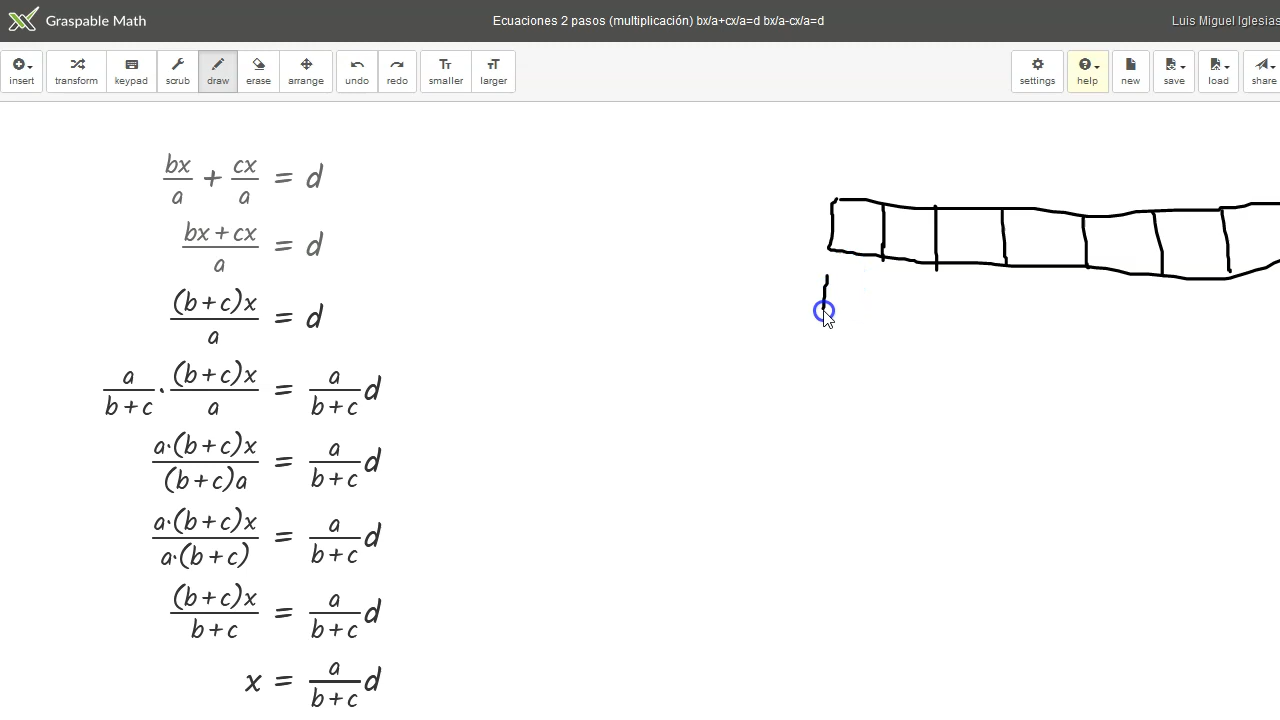 Graspable Math
Ecuaciones 2 pasos (multiplicación) bx/a+cx/a=d bx/a-cx/a=d
Luis Miguel Iglesias
insert transform keypad scrub draw erase arrange undo redo smaller larger settings help new save load share
bx/a + cx/a = d
(bx + cx)/a = d
((b + c)x)/a = d
a/(b + c) · ((b + c)x)/a = a/(b + c) d
(a·(b + c)x)/((b + c)a) = a/(b + c) d
(a·(b + c)x)/(a·(b + c)) = a/(b + c) d
((b + c)x)/(b + c) = a/(b + c) d
x = a/(b + c) d